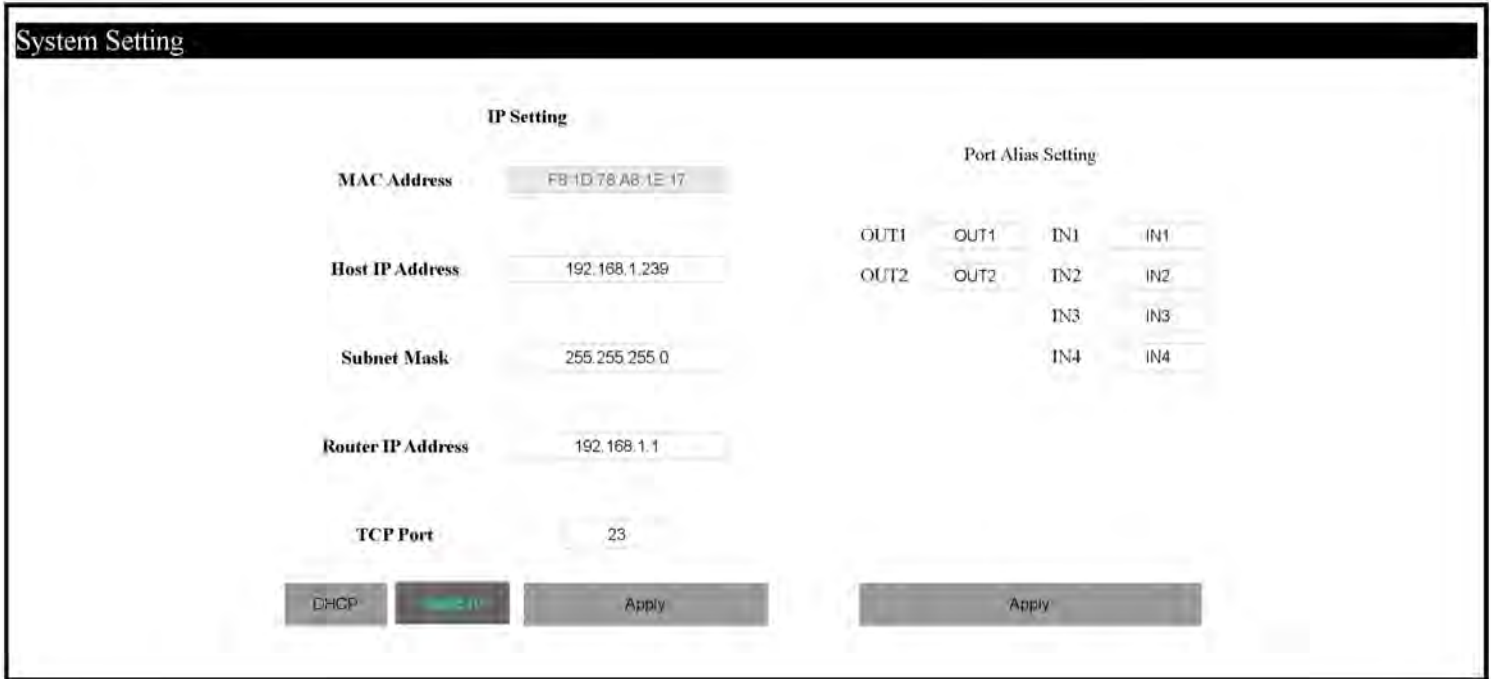 System Setting
IP Setting
MAC Address F8:1D:78:A8:1E:17
Host IP Address 192.168.1.239
Subnet Mask 255.255.255.0
Router IP Address 192.168.1.1
TCP Port 23
DHCP
Apply
Port Alias Setting
OUT1 OUT1 IN1 IN1
OUT2 OUT2 IN2 IN2
IN3 IN3
IN4 IN4
Apply